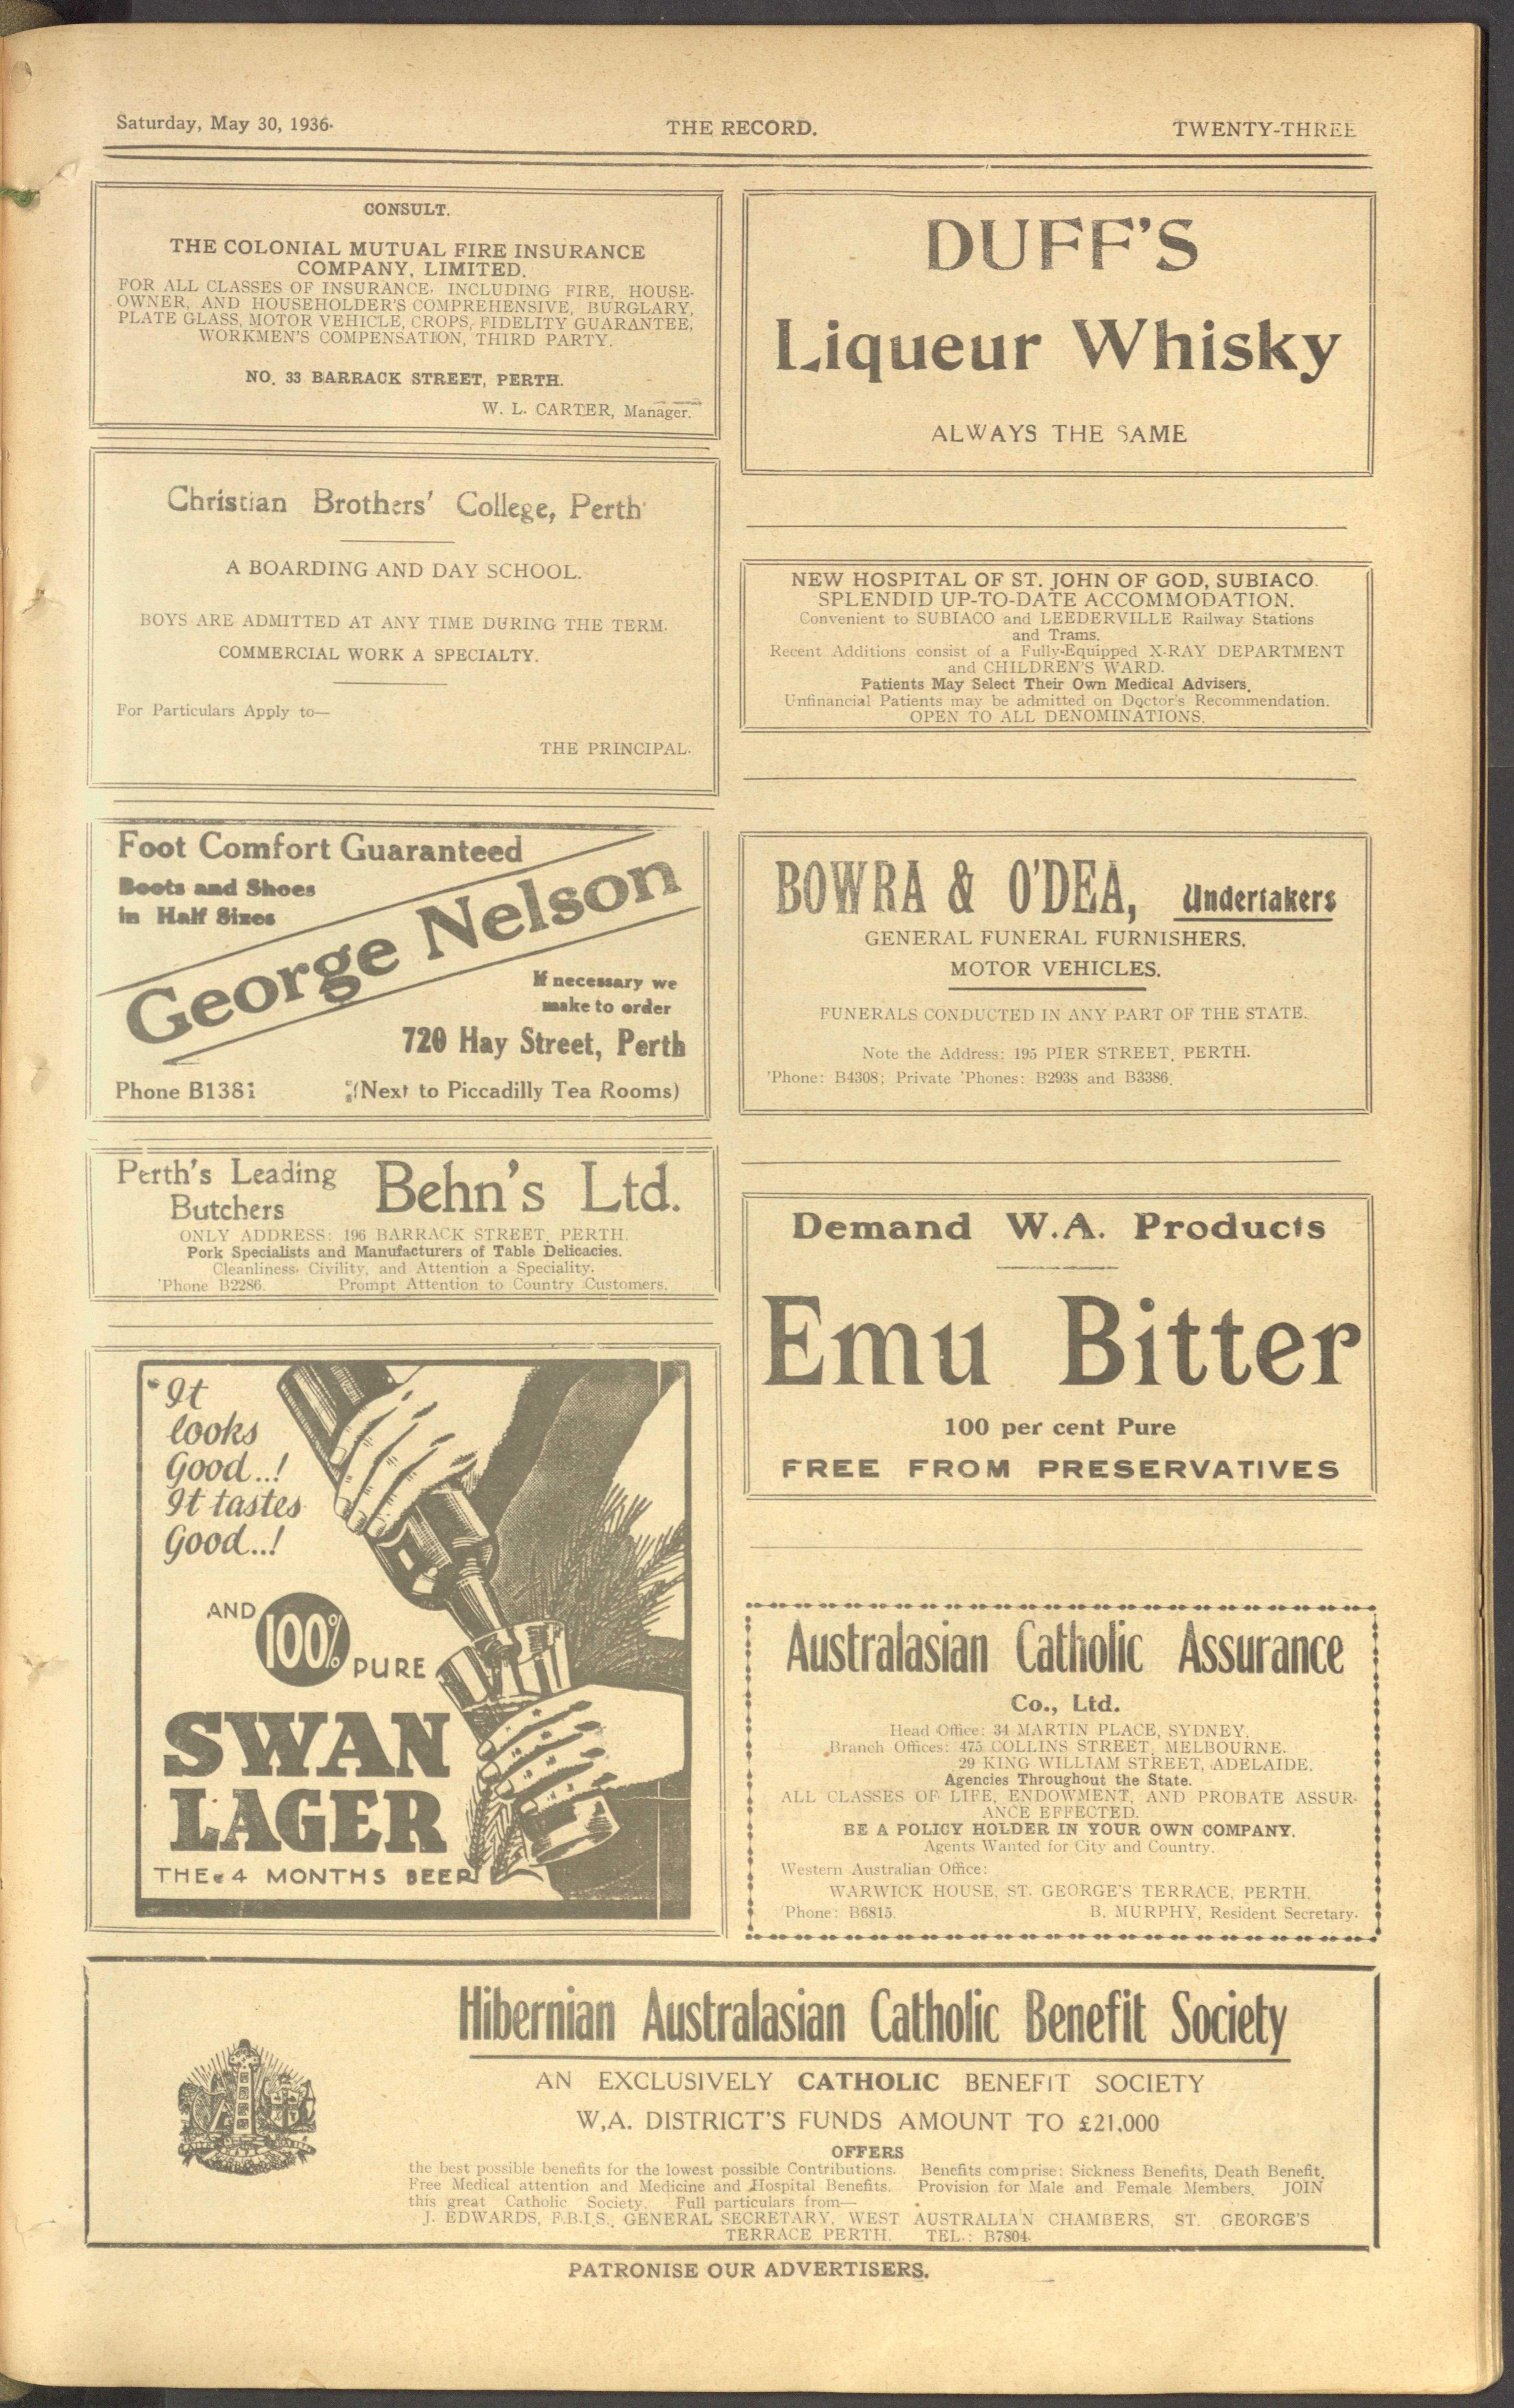 Saturday, May 30, 1936.
THE RECORD.
TWENTY-THREE
CONSULT.
THE COLONIAL MUTUAL FIRE INSURANCE
COMPANY, LIMITED.
FOR ALL CLASSES OF INSURANCE, INCLUDING FIRE, HOUSE-
OWNER, AND HOUSEHOLDER'S COMPREHENSIVE, BURGLARY,
PLATE GLASS, MOTOR VEHICLE, CROPS, FIDELITY GUARANTEE,
WORKMEN'S COMPENSATION, THIRD PARTY.
NO. 33 BARRACK STREET, PERTH.
W. L. CARTER, Manager.
Christian Brothers' College, Perth
A BOARDING AND DAY SCHOOL.
BOYS ARE ADMITTED AT ANY TIME DURING THE TERM.
COMMERCIAL WORK A SPECIALTY.
For Particulars Apply to—
THE PRINCIPAL.
Foot Comfort Guaranteed
Boots and Shoes
in Half Sizes
George Nelson
If necessary we
make to order
720 Hay Street, Perth
Phone B1381 (Next to Piccadilly Tea Rooms)
Perth's Leading
Butchers
Behn's Ltd.
ONLY ADDRESS: 196 BARRACK STREET, PERTH.
Pork Specialists and Manufacturers of Table Delicacies.
Cleanliness, Civility, and Attention a Speciality.
'Phone B2286. Prompt Attention to Country Customers.
"It
looks
Good..!
It tastes
Good..!
AND
100%
PURE
SWAN
LAGER
THE 4 MONTHS BEER
DUFF'S
Liqueur Whisky
ALWAYS THE SAME
NEW HOSPITAL OF ST. JOHN OF GOD, SUBIACO.
SPLENDID UP-TO-DATE ACCOMMODATION.
Convenient to SUBIACO and LEEDERVILLE Railway Stations
and Trams.
Recent Additions consist of a Fully-Equipped X-RAY DEPARTMENT
and CHILDREN'S WARD.
Patients May Select Their Own Medical Advisers.
Unfinancial Patients may be admitted on Doctor's Recommendation.
OPEN TO ALL DENOMINATIONS.
BOWRA & O'DEA, Undertakers
GENERAL FUNERAL FURNISHERS.
MOTOR VEHICLES.
FUNERALS CONDUCTED IN ANY PART OF THE STATE.
Note the Address: 195 PIER STREET, PERTH.
'Phone: B4308; Private 'Phones: B2938 and B3386.
Demand W.A. Products
Emu Bitter
100 per cent Pure
FREE FROM PRESERVATIVES
Australasian Catholic Assurance
Co., Ltd.
Head Office: 34 MARTIN PLACE, SYDNEY.
Branch Offices: 475 COLLINS STREET, MELBOURNE.
29 KING WILLIAM STREET, ADELAIDE.
Agencies Throughout the State.
ALL CLASSES OF LIFE, ENDOWMENT, AND PROBATE ASSUR-
ANCE EFFECTED.
BE A POLICY HOLDER IN YOUR OWN COMPANY.
Agents Wanted for City and Country.
Western Australian Office:
WARWICK HOUSE, ST. GEORGE'S TERRACE, PERTH.
'Phone: B6815. B. MURPHY, Resident Secretary.
Hibernian Australasian Catholic Benefit Society
AN EXCLUSIVELY CATHOLIC BENEFIT SOCIETY
W.A. DISTRICT'S FUNDS AMOUNT TO £21,000
OFFERS
the best possible benefits for the lowest possible Contributions. Benefits comprise: Sickness Benefits, Death Benefit,
Free Medical attention and Medicine and Hospital Benefits. Provision for Male and Female Members. JOIN
this great Catholic Society. Full particulars from—
J. EDWARDS, F.B.I.S., GENERAL SECRETARY, WEST AUSTRALIAN CHAMBERS, ST. GEORGE'S
TERRACE PERTH. TEL.: B7804.
PATRONISE OUR ADVERTISERS.